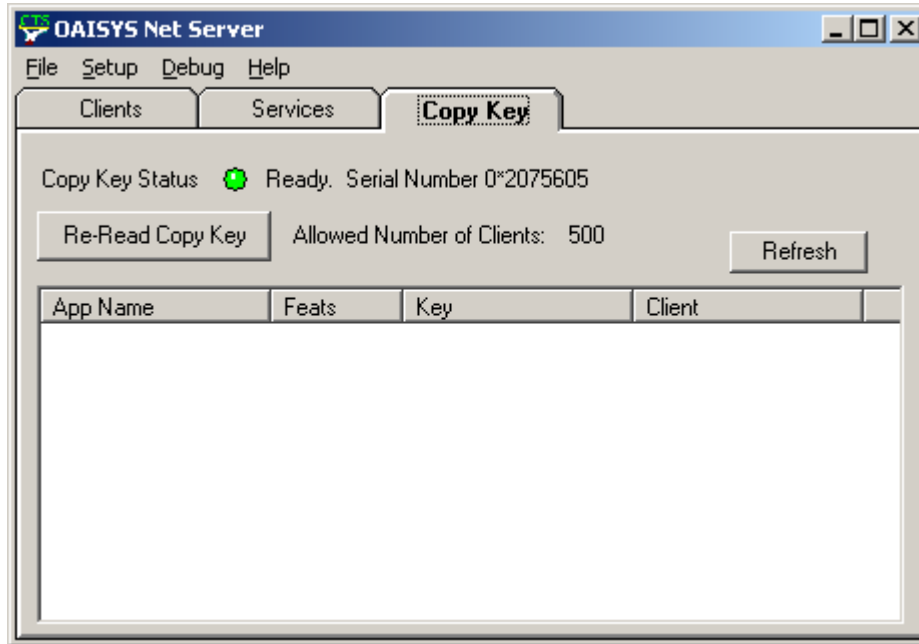 CTS
OAISYS Net Server
File Setup Debug Help
Clients Services Copy Key
Copy Key Status Ready. Serial Number 0*2075605
Re-Read Copy Key Allowed Number of Clients: 500 Refresh
App Name Feats Key Client